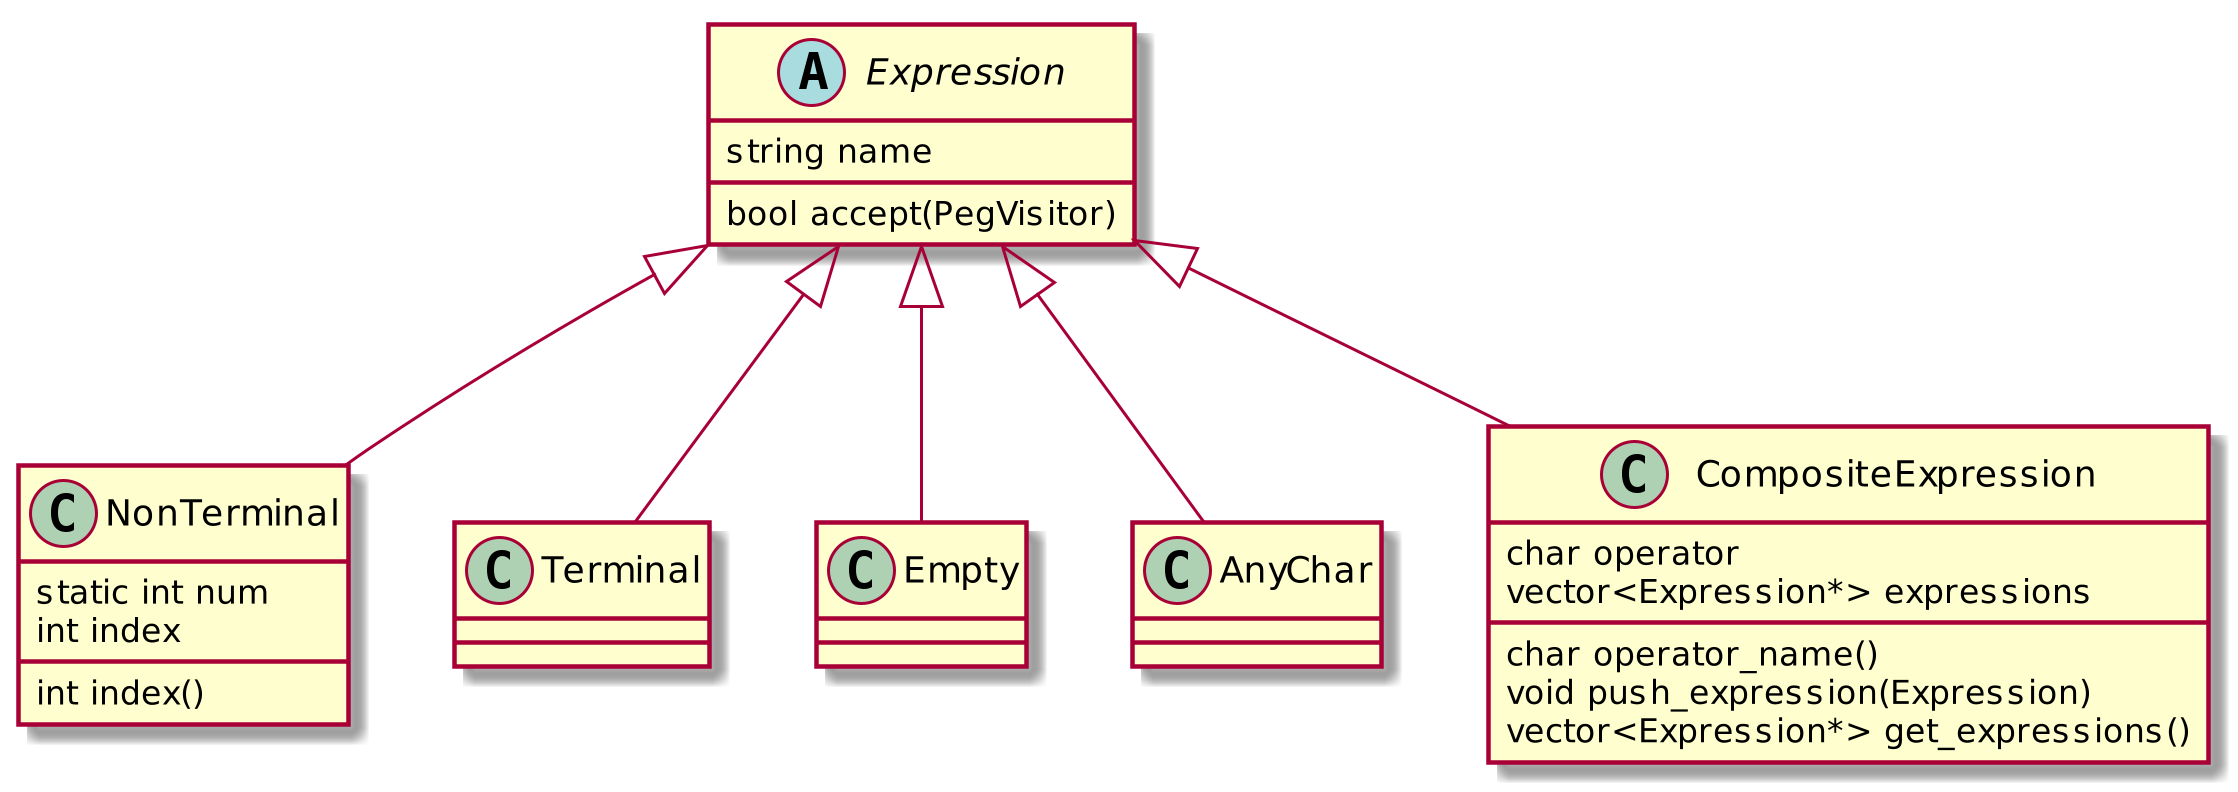 A Expression
string name
bool accept(PegVisitor)
C NonTerminal
static int num
int index
int index()
C Terminal
C Empty
C AnyChar
C CompositeExpression
char operator
vector<Expression*> expressions
char operator_name()
void push_expression(Expression)
vector<Expression*> get_expressions()